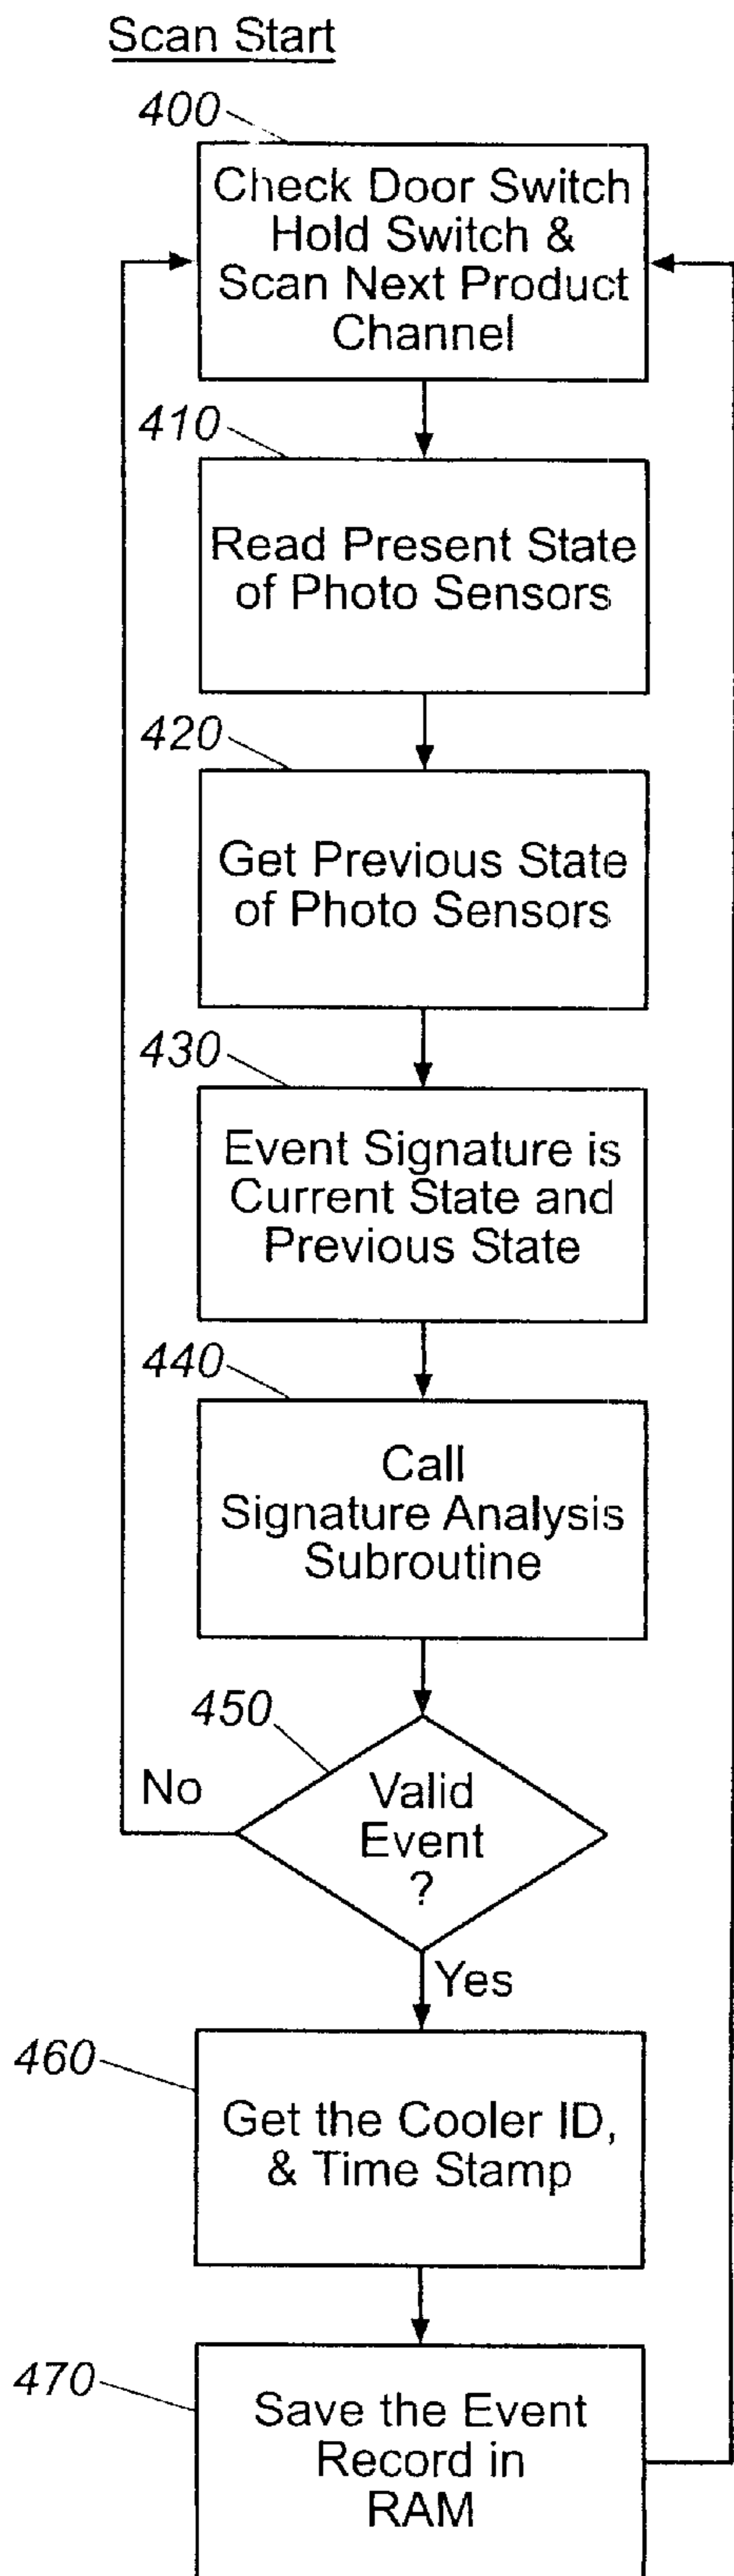 Scan Start
400
Check Door Switch
Hold Switch &
Scan Next Product
Channel
410
Read Present State
of Photo Sensors
420
Get Previous State
of Photo Sensors
430
Event Signature is
Current State and
Previous State
440
Call
Signature Analysis
Subroutine
450
No
Valid
Event
?
Yes
460
Get the Cooler ID,
& Time Stamp
470
Save the Event
Record in
RAM